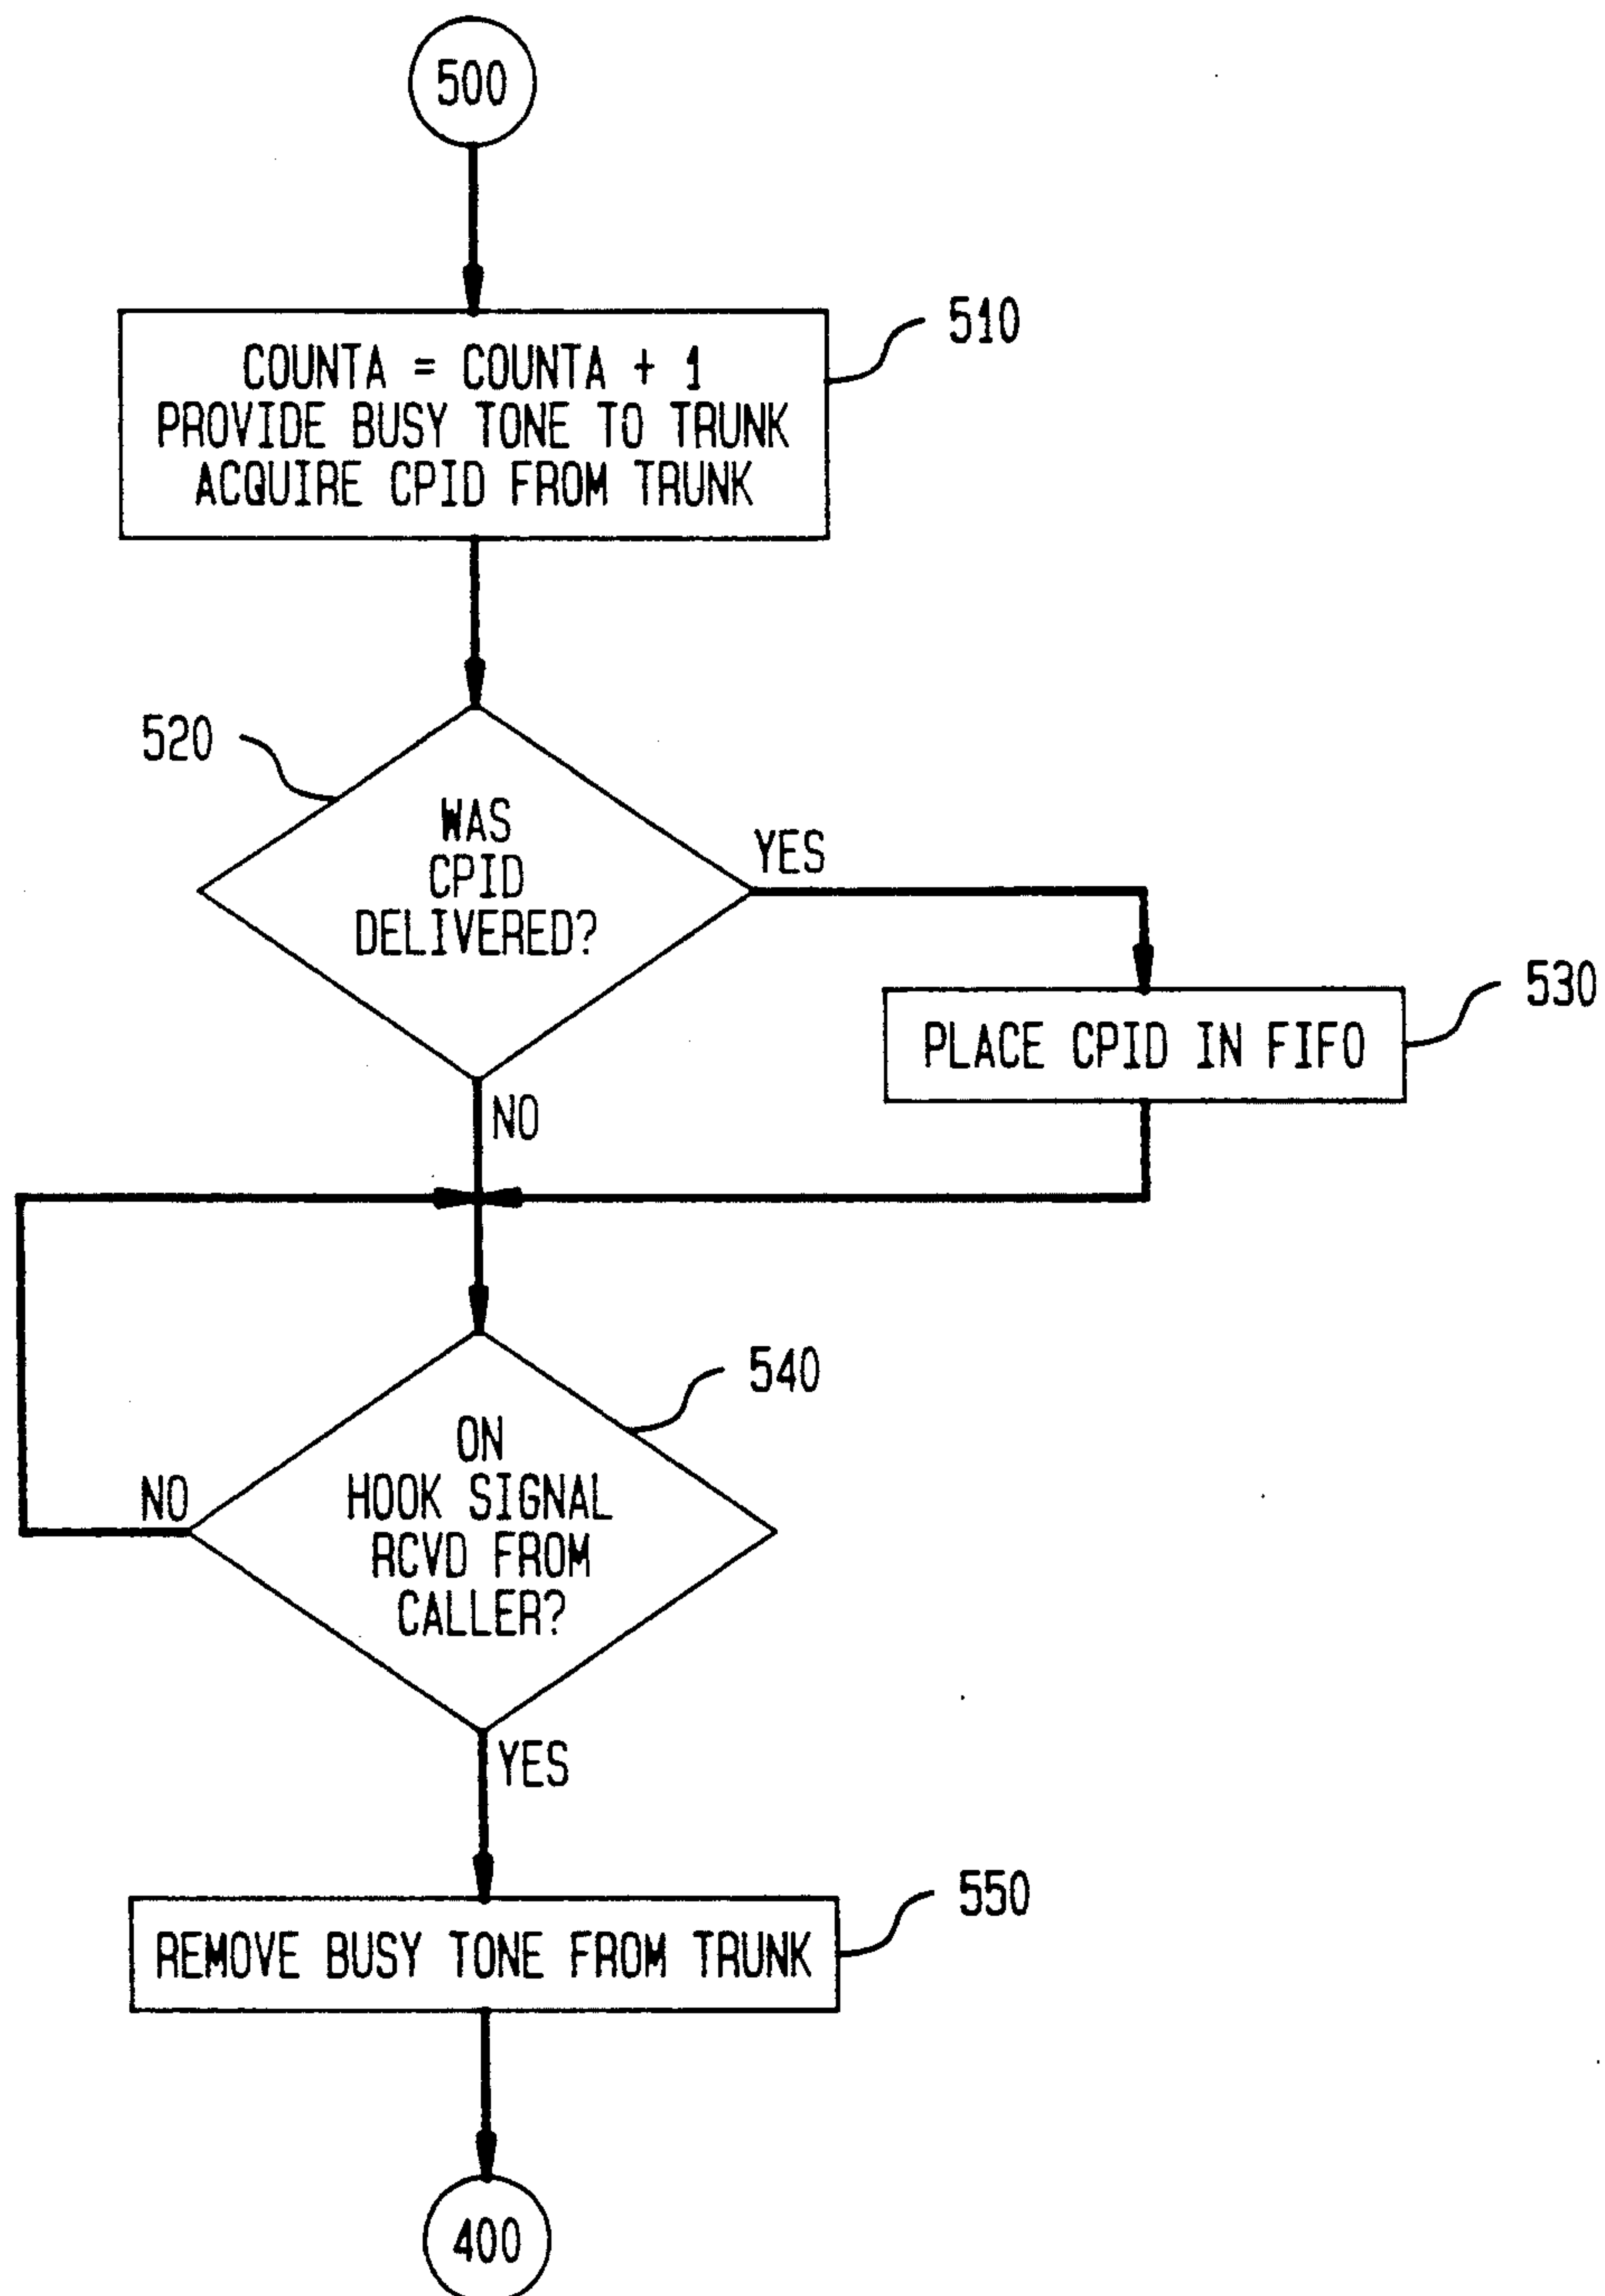 500
COUNTA = COUNTA + 1
PROVIDE BUSY TONE TO TRUNK
ACQUIRE CPID FROM TRUNK
510
520
WAS
CPID
DELIVERED?
YES
530
PLACE CPID IN FIFO
NO
540
ON
HOOK SIGNAL
RCVD FROM
CALLER?
NO
YES
550
REMOVE BUSY TONE FROM TRUNK
400